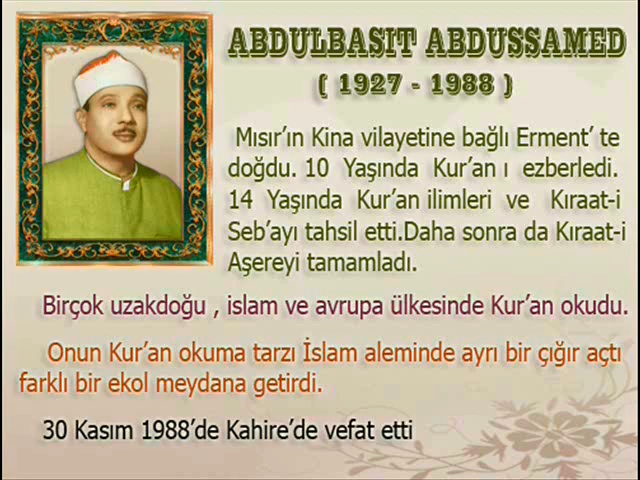 ABDULBASIT ABDUSSAMED
( 1927 - 1988 )
Mısır’ın Kina vilayetine bağlı Erment’ te
doğdu. 10 Yaşında Kur’an ı ezberledi.
14 Yaşında Kur’an ilimleri ve Kıraat-i
Seb’ayı tahsil etti.Daha sonra da Kıraat-i
Aşereyi tamamladı.
Birçok uzakdoğu , islam ve avrupa ülkesinde Kur’an okudu.
Onun Kur’an okuma tarzı İslam aleminde ayrı bir çığır açtı
farklı bir ekol meydana getirdi.
30 Kasım 1988’de Kahire’de vefat etti